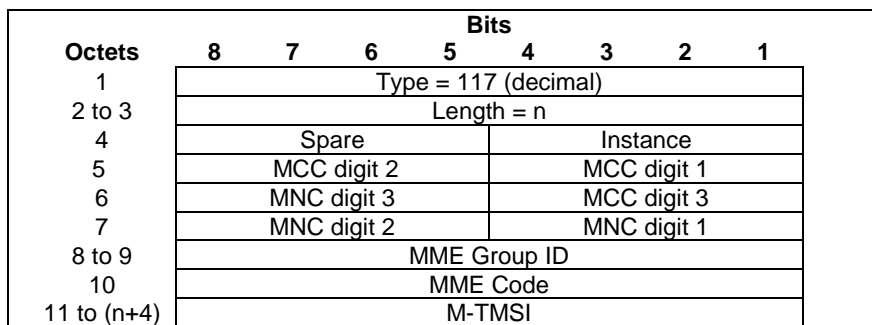 Bits
Octets 8 7 6 5 4 3 2 1
1 Type = 117 (decimal)
2 to 3 Length = n
4 Spare Instance
5 MCC digit 2 MCC digit 1
6 MNC digit 3 MCC digit 3
7 MNC digit 2 MNC digit 1
8 to 9 MME Group ID
10 MME Code
11 to (n+4) M-TMSI